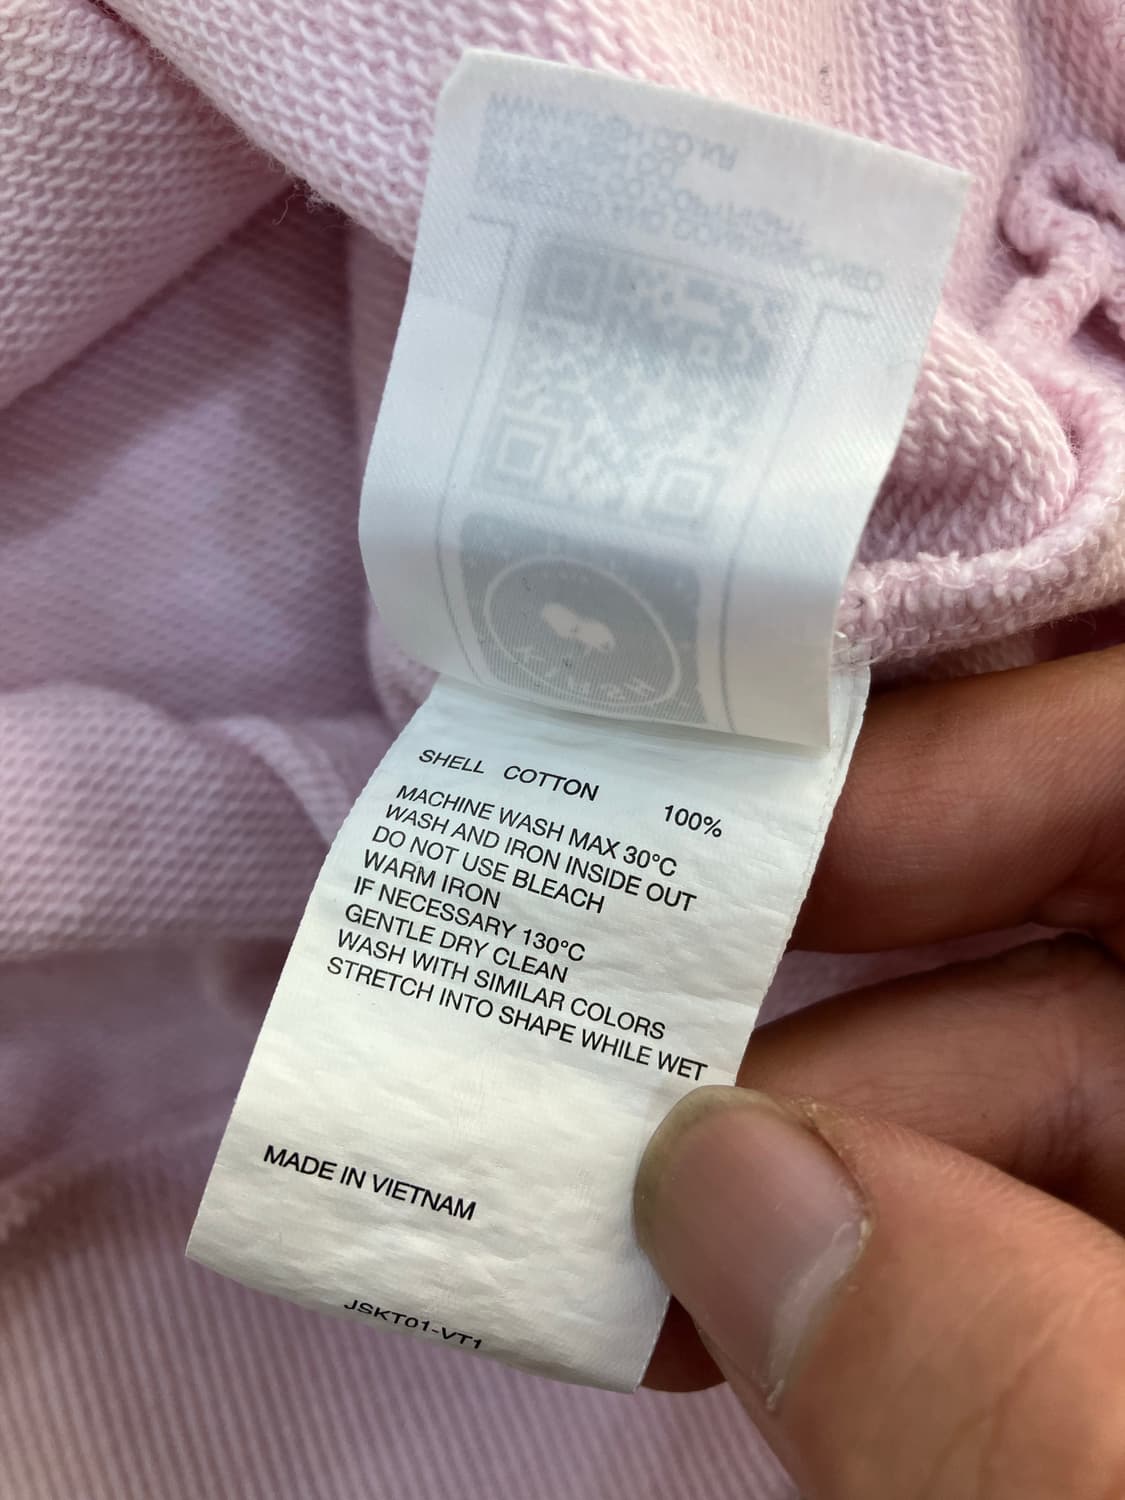 SHELL COTTON 100%
MACHINE WASH MAX 30°C
WASH AND IRON INSIDE OUT
DO NOT USE BLEACH
WARM IRON
IF NECESSARY 130°C
GENTLE DRY CLEAN
WASH WITH SIMILAR COLORS
STRETCH INTO SHAPE WHILE WET
MADE IN VIETNAM
JSKT01-VT1